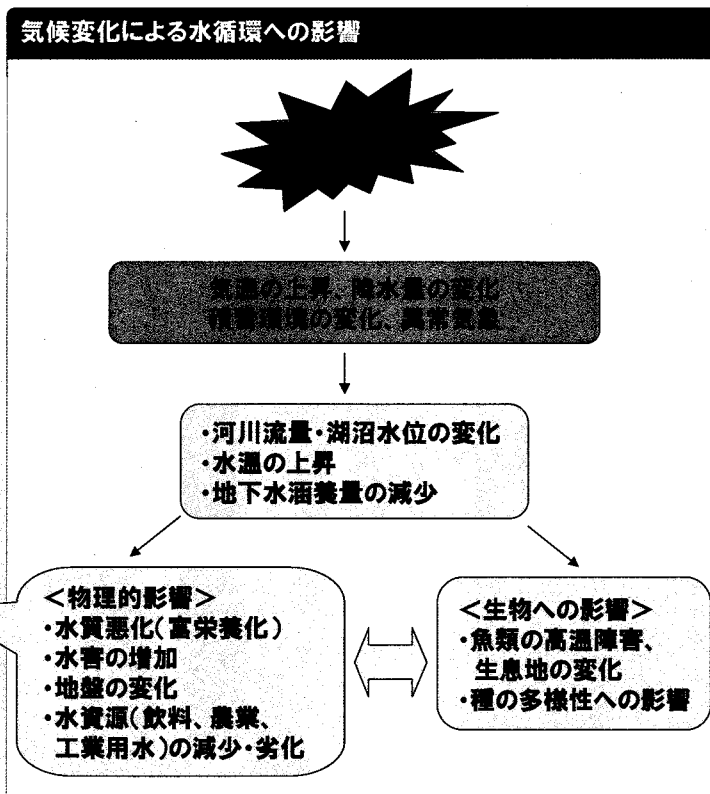 気候変化による水循環への影響
気温の上昇、降水量の変化
積雪環境の変化、異常気象
・河川流量・湖沼水位の変化
・水温の上昇
・地下水涵養量の減少
＜物理的影響＞
・水質悪化（富栄養化）
・水害の増加
・地盤の変化
・水資源（飲料、農業、
工業用水）の減少・劣化
＜生物への影響＞
・魚類の高温障害、
生息地の変化
・種の多様性への影響